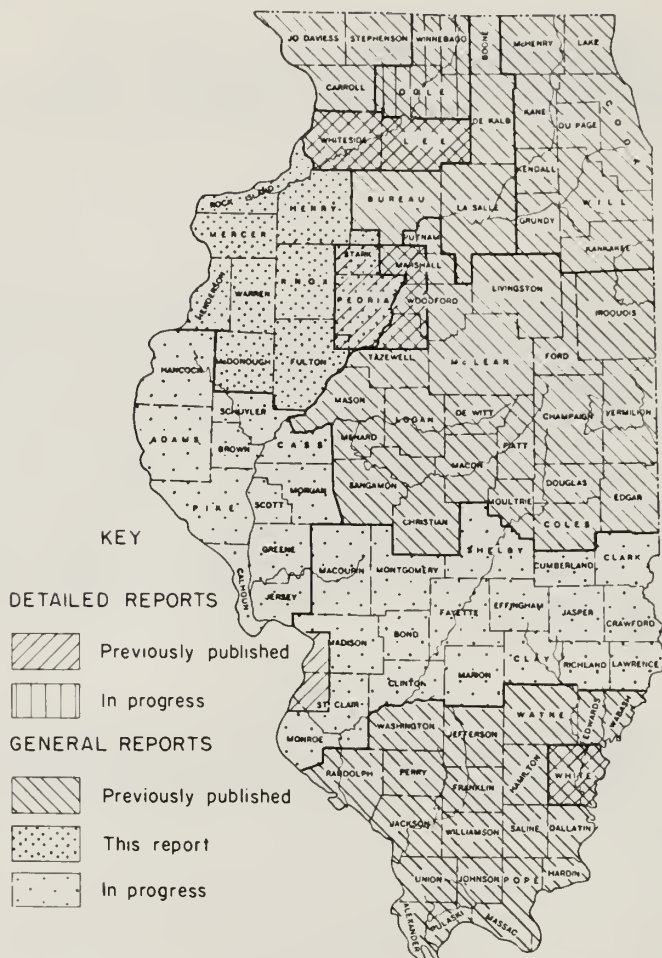 JO DAVIESS STEPHENSON WINNEBAGO BOONE McHENRY LAKE
CARROLL OGLE DE KALB KANE DU PAGE COOK
WHITESIDE LEE KENDALL WILL
ROCK ISLAND HENRY BUREAU LA SALLE GRUNDY
MERCER PUTNAM KANKAKEE
STARK MARSHALL
HENDERSON WARREN KNOX PEORIA WOODFORD LIVINGSTON IROQUOIS
HANCOCK McDONOUGH FULTON TAZEWELL McLEAN FORD
SCHUYLER MASON LOGAN DE WITT CHAMPAIGN VERMILION
ADAMS BROWN CASS MENARD PIATT
MACON
SANGAMON DOUGLAS EDGAR
PIKE SCOTT MORGAN CHRISTIAN MOULTRIE COLES
KEY
GREENE SHELBY CUMBERLAND CLARK
CALHOUN MACOUPIN MONTGOMERY
DETAILED REPORTS
JERSEY FAYETTE EFFINGHAM JASPER CRAWFORD
Previously published
MADISON BOND
MARION CLAY RICHLAND LAWRENCE
In progress
ST. CLAIR CLINTON
GENERAL REPORTS
MONROE WASHINGTON JEFFERSON WAYNE EDWARDS WABASH
Previously published
RANDOLPH PERRY FRANKLIN HAMILTON WHITE
This report
JACKSON WILLIAMSON SALINE GALLATIN
In progress
UNION JOHNSON POPE HARDIN
ALEXANDER PULASKI MASSAC